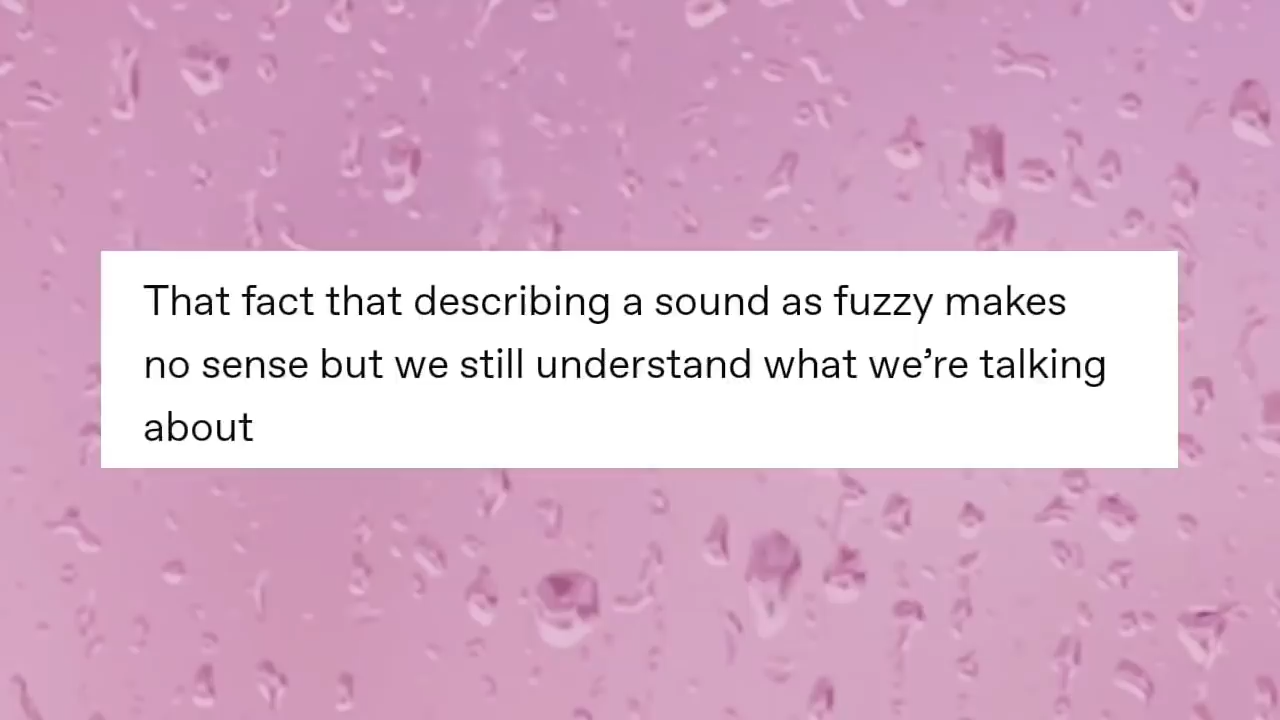 That fact that describing a sound as fuzzy makes
no sense but we still understand what we’re talking
about